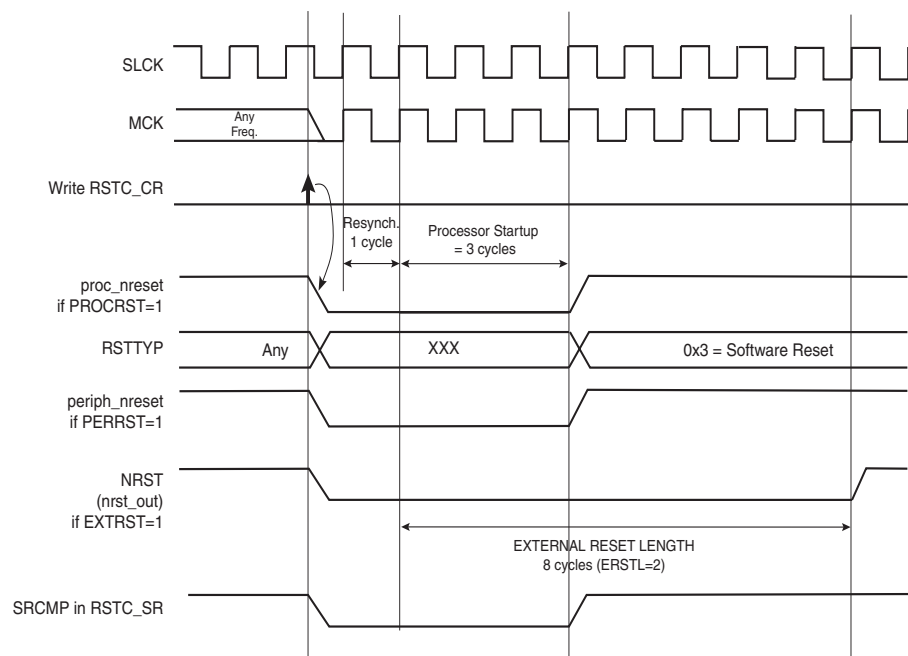 SLCK
MCK
Any
Freq.
Write RSTC_CR
Resynch.
1 cycle
Processor Startup
= 3 cycles
proc_nreset
if PROCRST=1
RSTTYP
Any
XXX
0x3 = Software Reset
periph_nreset
if PERRST=1
NRST
(nrst_out)
if EXTRST=1
EXTERNAL RESET LENGTH
8 cycles (ERSTL=2)
SRCMP in RSTC_SR